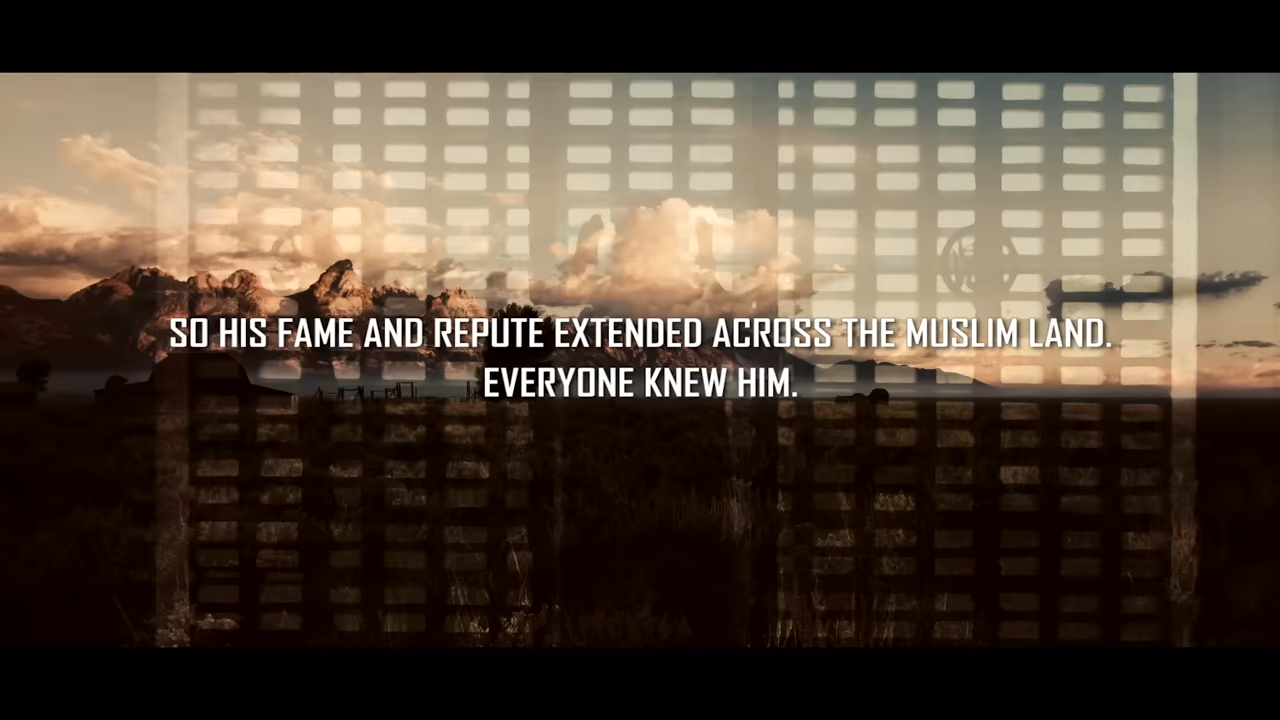 SO HIS FAME AND REPUTE EXTENDED ACROSS THE MUSLIM LAND.
EVERYONE KNEW HIM.